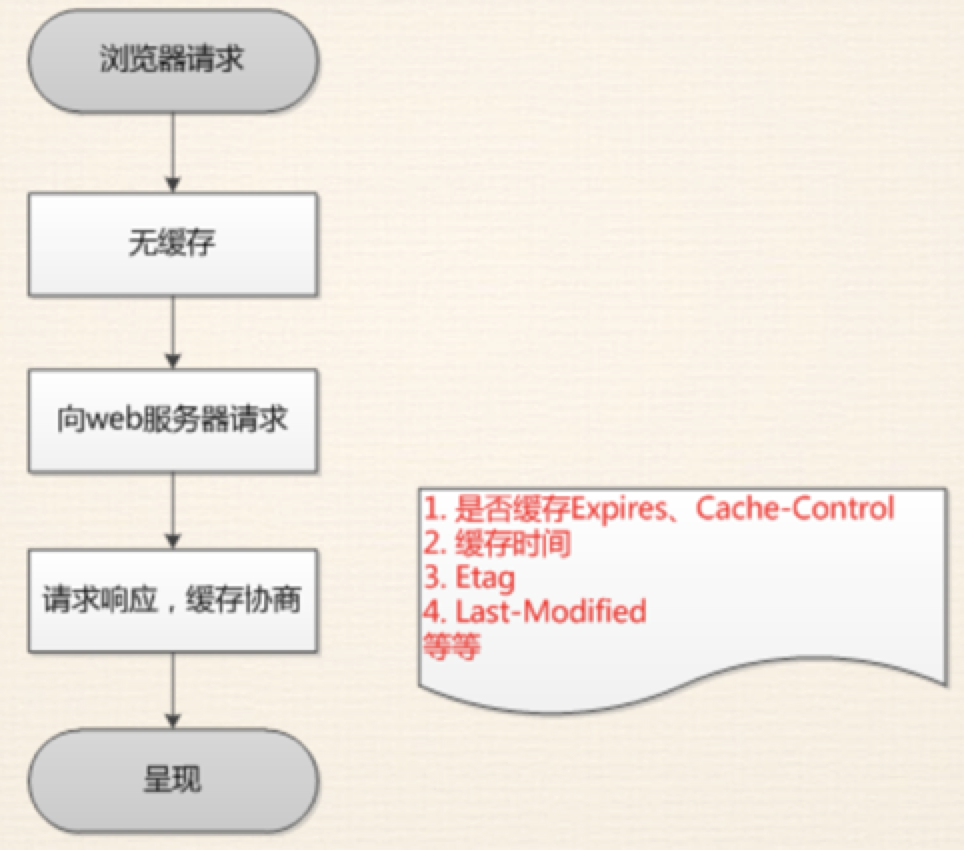 浏览器请求
无缓存
向web服务器请求
请求响应，缓存协商
呈现
1. 是否缓存Expires、Cache-Control
2. 缓存时间
3. Etag
4. Last-Modified
等等